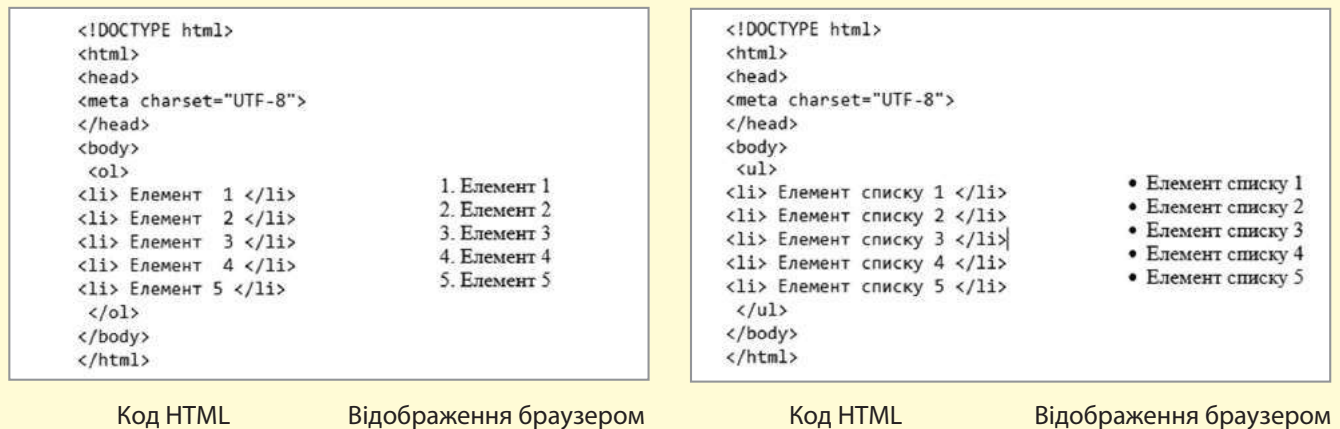 <!DOCTYPE html>
<html>
<head>
<meta charset="UTF-8">
</head>
<body>
<ol>
<li> Елемент  1 </li>
<li> Елемент  2 </li>
<li> Елемент  3 </li>
<li> Елемент  4 </li>
<li> Елемент 5 </li>
</ol>
</body>
</html>
1. Елемент 1
2. Елемент 2
3. Елемент 3
4. Елемент 4
5. Елемент 5
Код HTML
Відображення браузером
<!DOCTYPE html>
<html>
<head>
<meta charset="UTF-8">
</head>
<body>
<ul>
<li> Елемент списку 1 </li>
<li> Елемент списку 2 </li>
<li> Елемент списку 3 </li>
<li> Елемент списку 4 </li>
<li> Елемент списку 5 </li>
</ul>
</body>
</html>
• Елемент списку 1
• Елемент списку 2
• Елемент списку 3
• Елемент списку 4
• Елемент списку 5
Код HTML
Відображення браузером